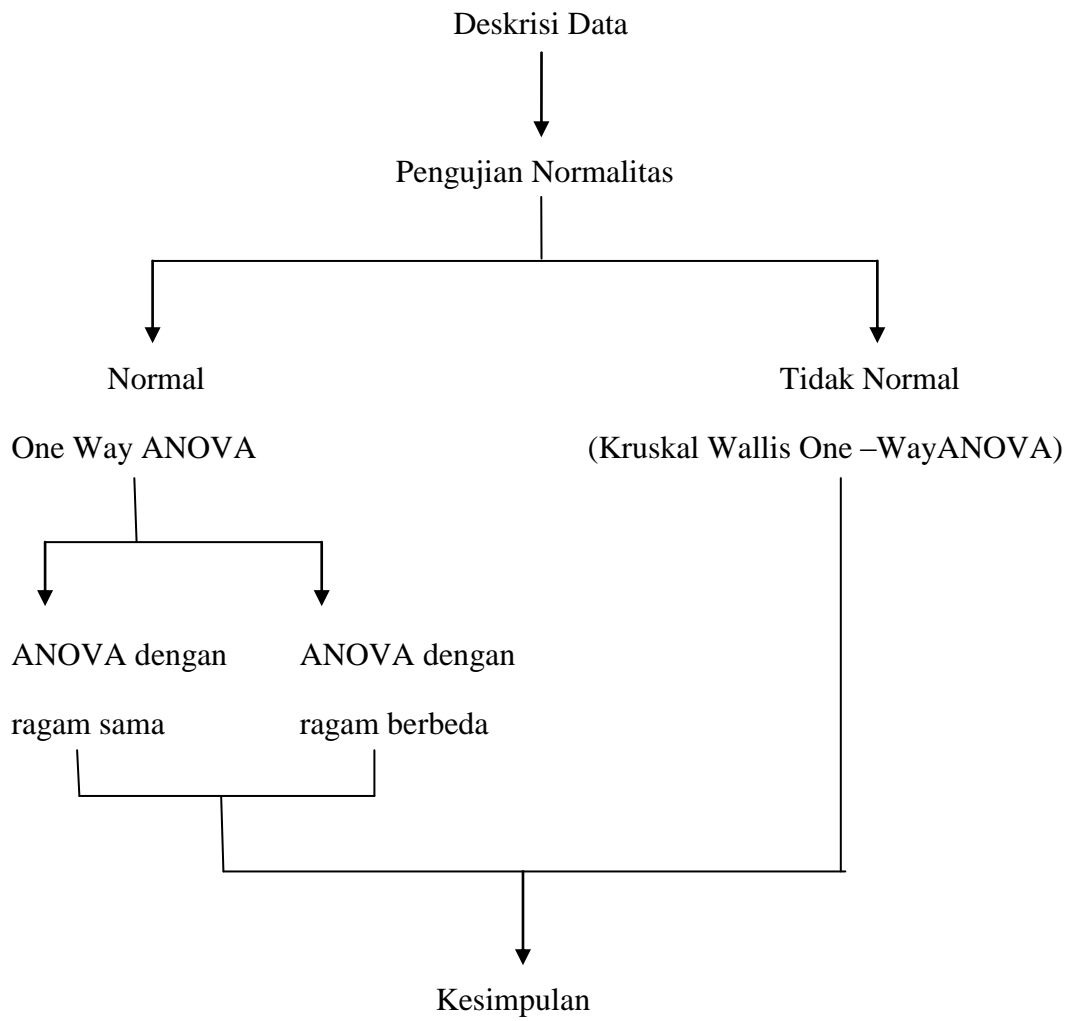 Deskrisi Data
Pengujian Normalitas
Normal
Tidak Normal
One Way ANOVA
(Kruskal Wallis One –WayANOVA)
ANOVA dengan
ragam sama
ANOVA dengan
ragam berbeda
Kesimpulan